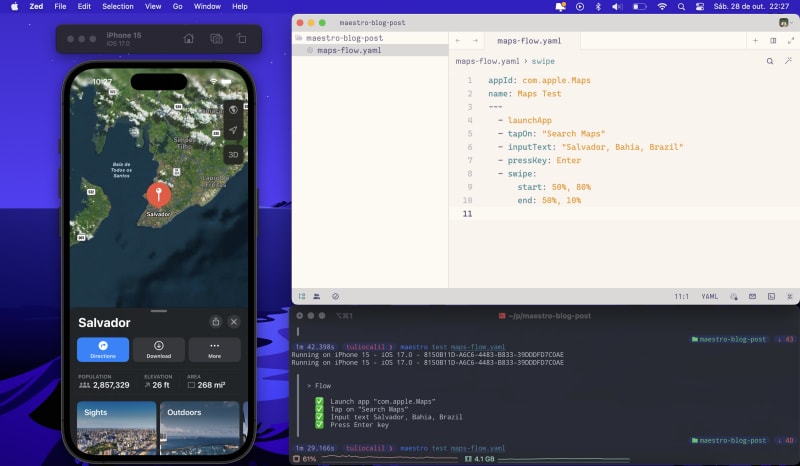 Zed File Edit Selection View Go Window Help
Sáb. 28 de out. 22:27
iPhone 15
iOS 17.0
10:27
Simões Filho
Baía de Todos os Santos
Lauro de Freitas
3D
Salvador
Salvador
Directions
Download
More
POPULATION ELEVATION AREA
2,857,329 26 ft 268 mi²
Sights
Outdoors
maestro-blog-post
maestro-blog-post
maps-flow.yaml
maps-flow.yaml
maps-flow.yaml › swipe
1 appId: com.apple.Maps
2 name: Maps Test
3 ---
4 - launchApp
5 - tapOn: "Search Maps"
6 - inputText: "Salvador, Bahia, Brazil"
7 - pressKey: Enter
8 - swipe:
9 start: 50%, 80%
10 end: 50%, 10%
11
11:1 YAML
⌥⌘1
~/p/maestro-blog-post
maestro-blog-post ↓ 43
1m 42.398s tuliocalil ❯ maestro test maps-flow.yaml
Running on iPhone 15 - iOS 17.0 - 8150B11D-A6C6-4483-B833-39DDDFD7C0AE
Running on iPhone 15 - iOS 17.0 - 8150B11D-A6C6-4483-B833-39DDDFD7C0AE
> Flow
✅ Launch app "com.apple.Maps"
✅ Tap on "Search Maps"
✅ Input text Salvador, Bahia, Brazil
✅ Press Enter key
maestro-blog-post ↓ 40
1m 29.166s tuliocalil ❯ maestro test maps-flow.yaml
61% 4.1 GB